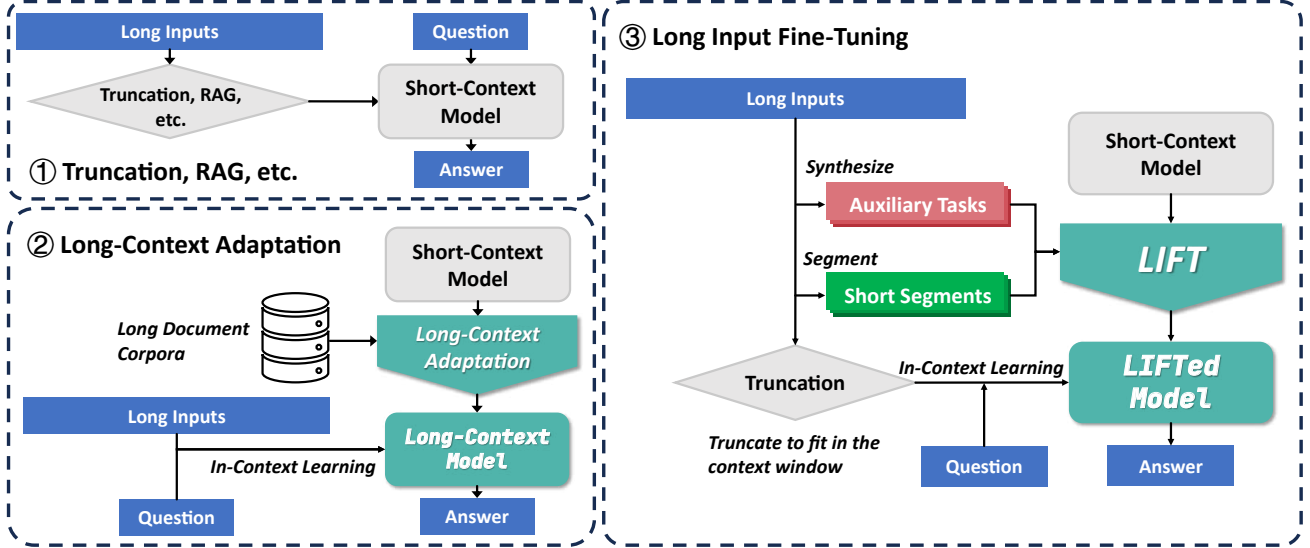 Long Inputs
Question
Truncation, RAG,
etc.
Short-Context
Model
Answer
① Truncation, RAG, etc.
② Long-Context Adaptation
Short-Context
Model
Long Document
Corpora
Long-Context
Adaptation
Long Inputs
Long-Context
Model
In-Context Learning
Question
Answer
③ Long Input Fine-Tuning
Long Inputs
Short-Context
Model
Synthesize
Auxiliary Tasks
LIFT
Segment
Short Segments
Truncation
In-Context Learning
LIFTed
Model
Truncate to fit in the
context window
Question
Answer